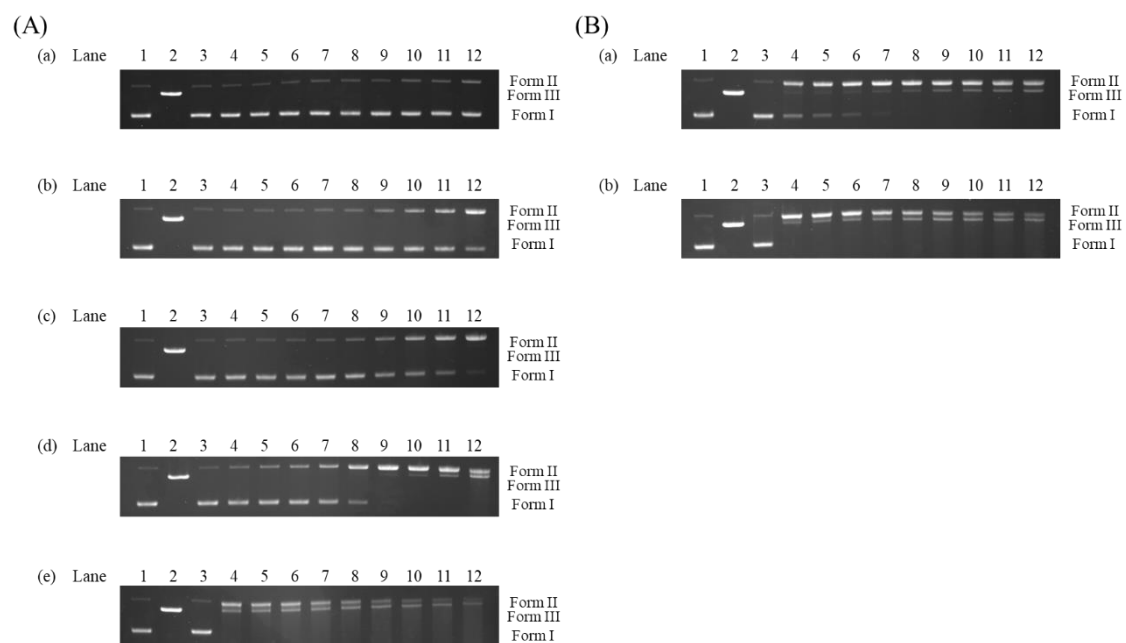 (A)
(a) Lane 1 2 3 4 5 6 7 8 9 10 11 12
Form II
Form III
Form I
(b) Lane 1 2 3 4 5 6 7 8 9 10 11 12
Form II
Form III
Form I
(c) Lane 1 2 3 4 5 6 7 8 9 10 11 12
Form II
Form III
Form I
(d) Lane 1 2 3 4 5 6 7 8 9 10 11 12
Form II
Form III
Form I
(e) Lane 1 2 3 4 5 6 7 8 9 10 11 12
Form II
Form III
Form I
(B)
(a) Lane 1 2 3 4 5 6 7 8 9 10 11 12
Form II
Form III
Form I
(b) Lane 1 2 3 4 5 6 7 8 9 10 11 12
Form II
Form III
Form I